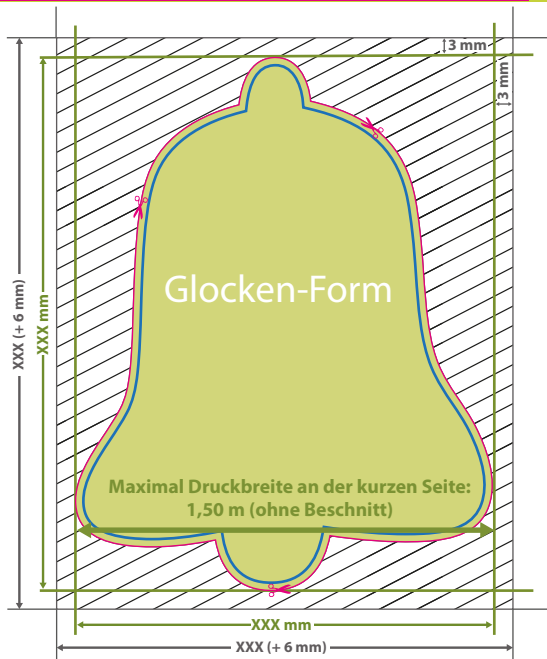 3 mm
3 mm
XXX (+ 6 mm)
XXX mm
Glocken-Form
Maximal Druckbreite an der kurzen Seite:
1,50 m (ohne Beschnitt)
XXX mm
XXX (+ 6 mm)